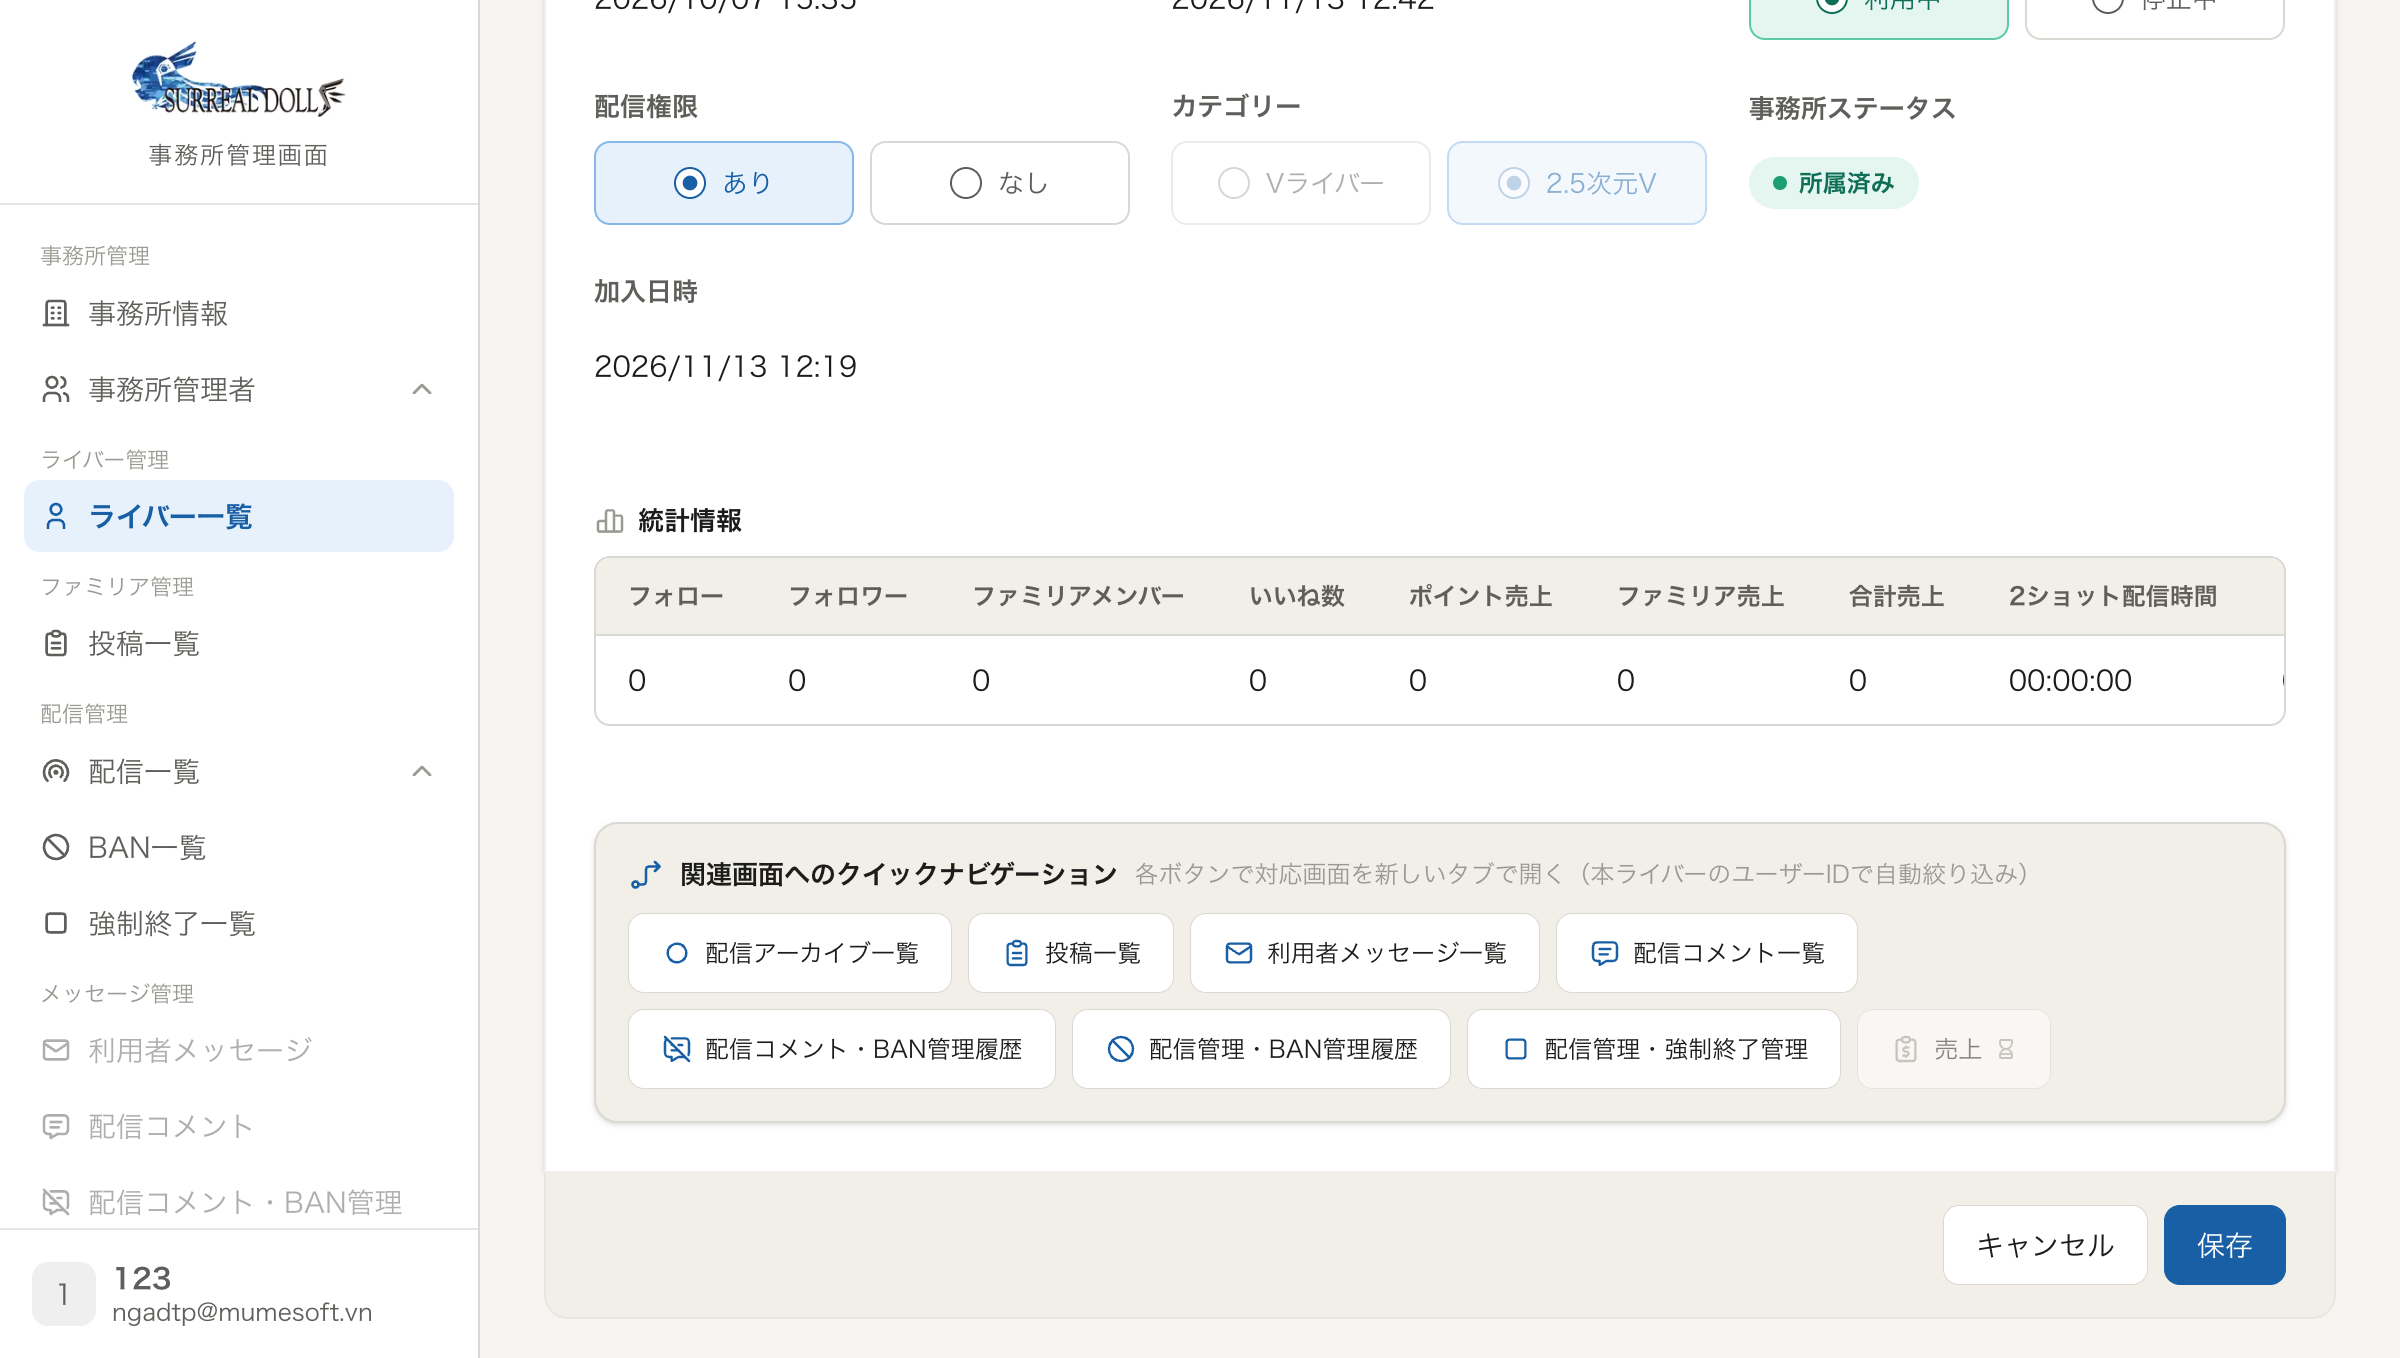 SURREAL DOLL
事務所管理画面
事務所管理
事務所情報
事務所管理者
ライバー管理
ライバー一覧
ファミリア管理
投稿一覧
配信管理
配信一覧
BAN一覧
強制終了一覧
メッセージ管理
利用者メッセージ
配信コメント
配信コメント・BAN管理
1
123
ngadtp@mumesoft.vn
2026/10/07 15:35 2026/11/13 12:42 利用中 停止中
配信権限 カテゴリー 事務所ステータス
あり なし Vライバー 2.5次元V 所属済み
加入日時
2026/11/13 12:19
統計情報
フォロー フォロワー ファミリアメンバー いいね数 ポイント売上 ファミリア売上 合計売上 2ショット配信時間
0 0 0 0 0 0 0 00:00:00
関連画面へのクイックナビゲーション 各ボタンで対応画面を新しいタブで開く（本ライバーのユーザーIDで自動絞り込み）
配信アーカイブ一覧 投稿一覧 利用者メッセージ一覧 配信コメント一覧
配信コメント・BAN管理履歴 配信管理・BAN管理履歴 配信管理・強制終了管理 売上
キャンセル 保存